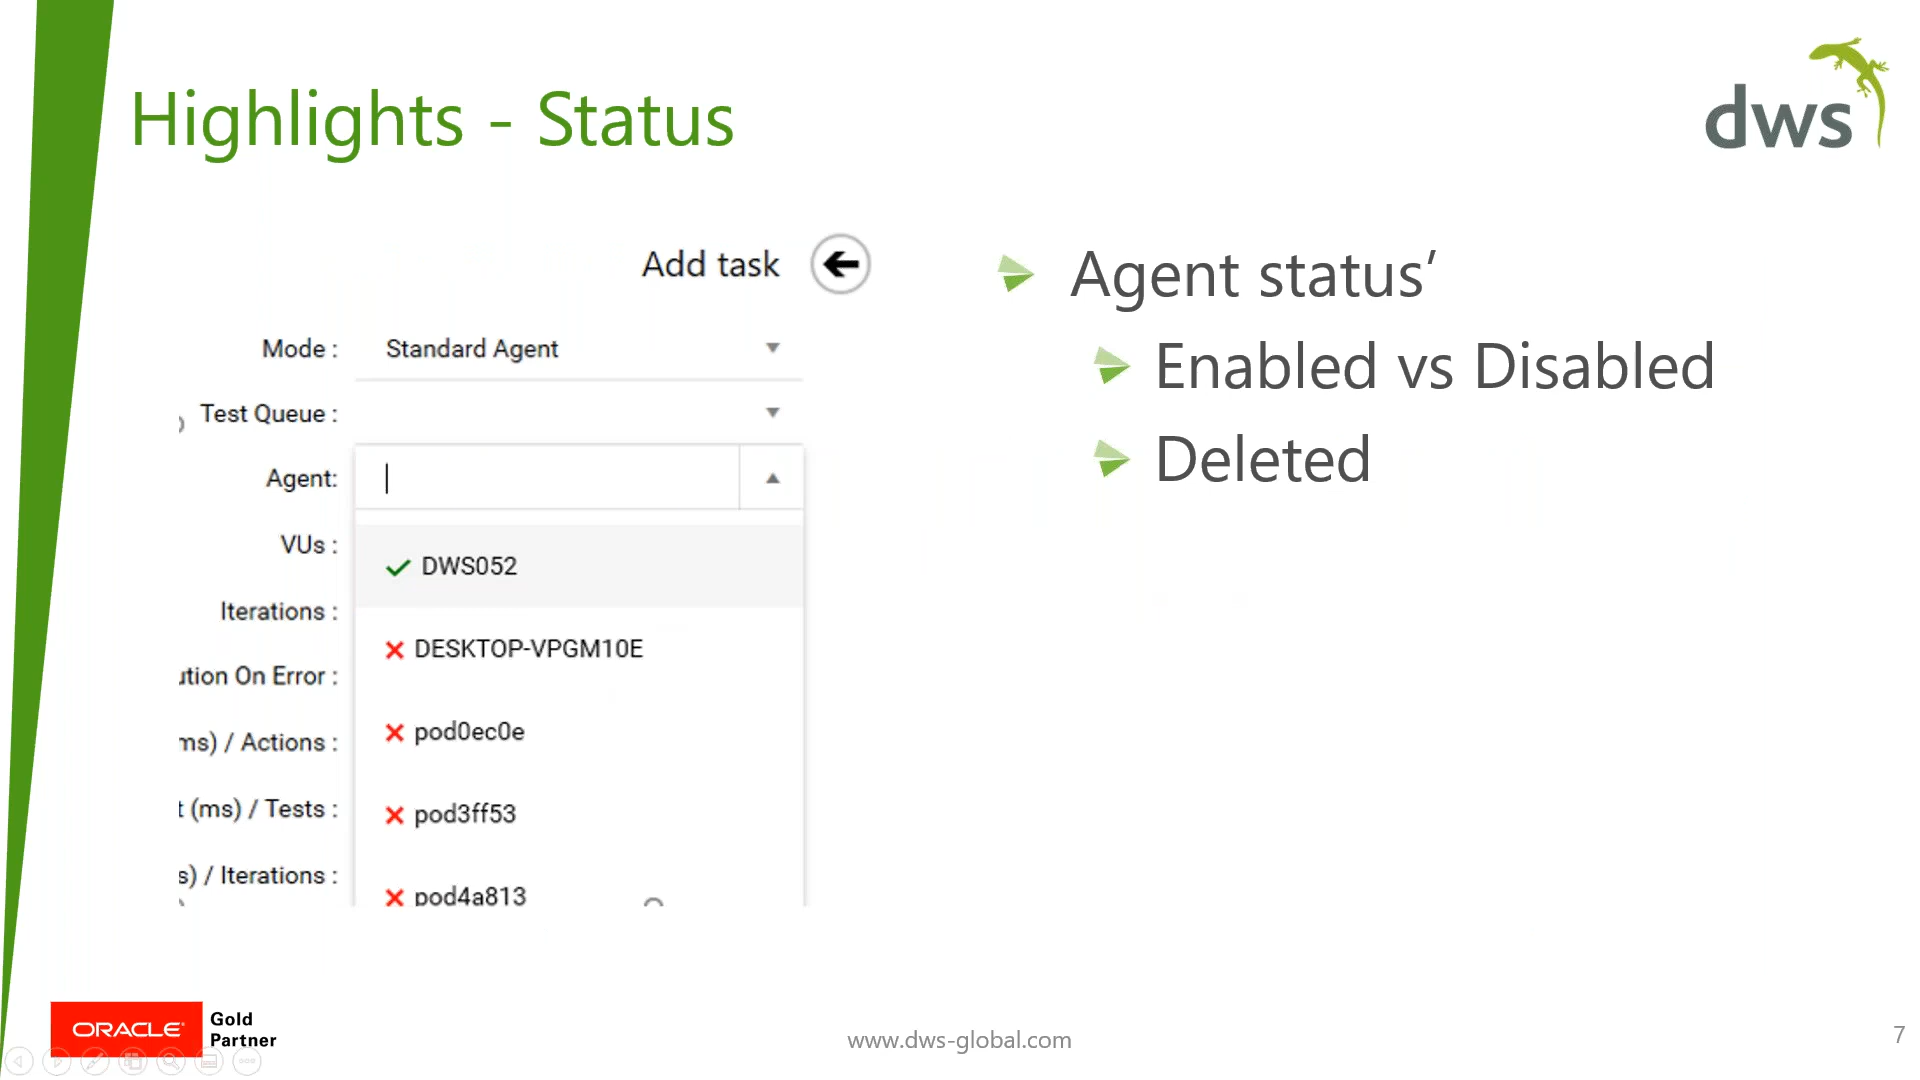 Highlights - Status
dws
Add task
Mode :
Standard Agent
Test Queue :
Agent:
VUs :
DWS052
Iterations :
DESKTOP-VPGM10E
ution On Error :
pod0ec0e
ms) / Actions :
pod3ff53
t (ms) / Tests :
s) / Iterations :
pod4a813
Agent status’
Enabled vs Disabled
Deleted
ORACLE
Gold
Partner
www.dws-global.com
7